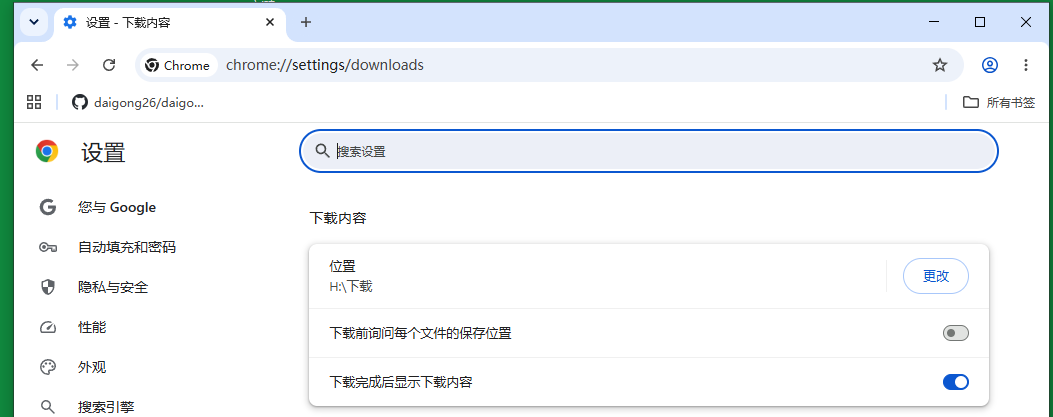 设置 - 下载内容
Chrome chrome://settings/downloads
daigong26/daigo... 所有书签
设置
搜索设置
您与 Google
自动填充和密码
隐私与安全
性能
外观
搜索引擎
下载内容
位置
H:\下载
更改
下载前询问每个文件的保存位置
下载完成后显示下载内容